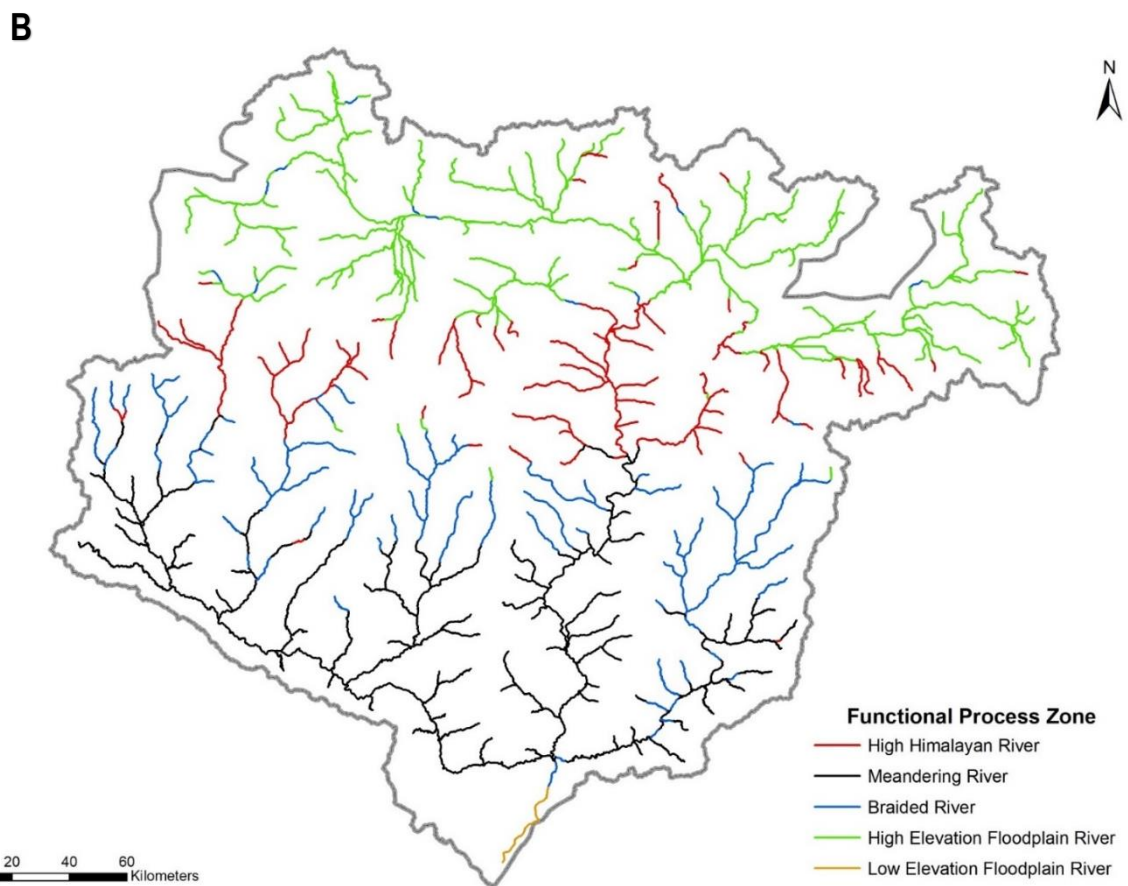 B
N
Functional Process Zone
High Himalayan River
Meandering River
Braided River
High Elevation Floodplain River
Low Elevation Floodplain River
20 40 60
Kilometers